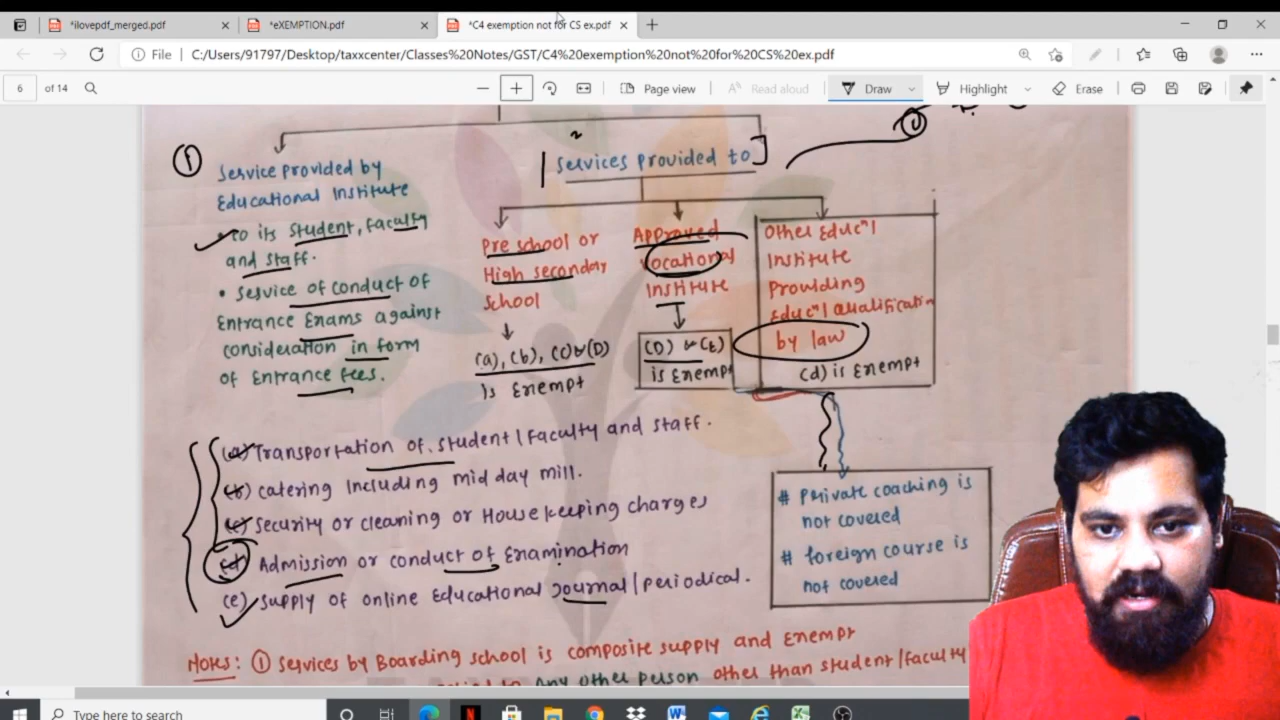 *ilovepdf_merged.pdf
*eXEMPTION.pdf
*C4 exemption not for CS ex.pdf
File
C:/Users/91797/Desktop/taxxcenter/Classes%20Notes/GST/C4%20exemption%20not%20for%20CS%20ex.pdf
6 of 14
Page view
Read aloud
Draw
Highlight
Erase
①
Service provided by
Educational Institute
• to its student, Faculty
and staff.
• Service of conduct of
Entrance Exams against
consideration in form
of Entrance fees.
Services provided to
Pre school or
High secondary
School
(a), (b), (c) & (D)
is Exempt
Approved
Vocational
Institute
(D) & (E)
is Exempt
Other Educ"l
Institute
Providing
Educ"l Qualification
by law
(d) is Exempt
(a) Transportation of student / Faculty and staff.
(b) catering Including mid day mill.
(c) Security or cleaning or Housekeeping charges
(d) Admission or conduct of Examination
(e) Supply of online Educational Journal / periodical.
# Private coaching is
not covered
# foreign course is
not covered
Notes: ① Services by Boarding school is composite supply and Exempt
any other person other than student / faculty
Type here to search